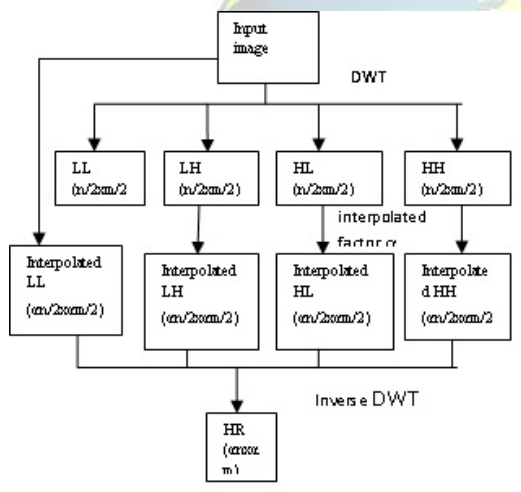 Input
image
DWT
LL
(n/2xm/2
LH
(n/2xm/2)
HL
(n/2xm/2)
HH
(n/2xm/2)
interpolated
factor α
Interpolated
LL
(αn/2xαm/2)
Interpolated
LH
(αn/2xαm/2)
Interpolated
HL
(αn/2xαm/2)
Interpolate
d HH
(αn/2xαm/2
Inverse DWT
HR
(αnxα
m)